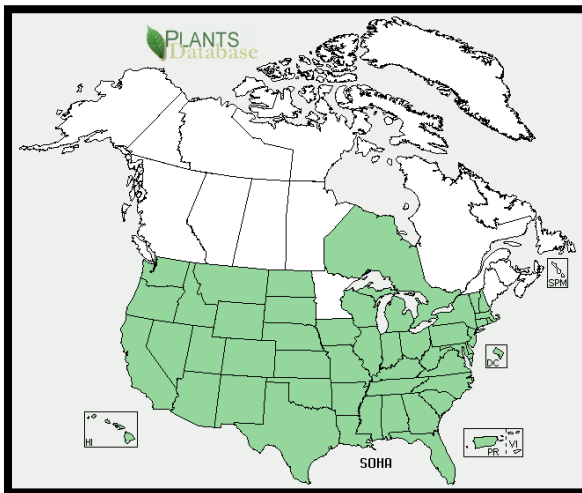 PLANTS
Database
SPM
DC
HI
PR
VI
SOHA